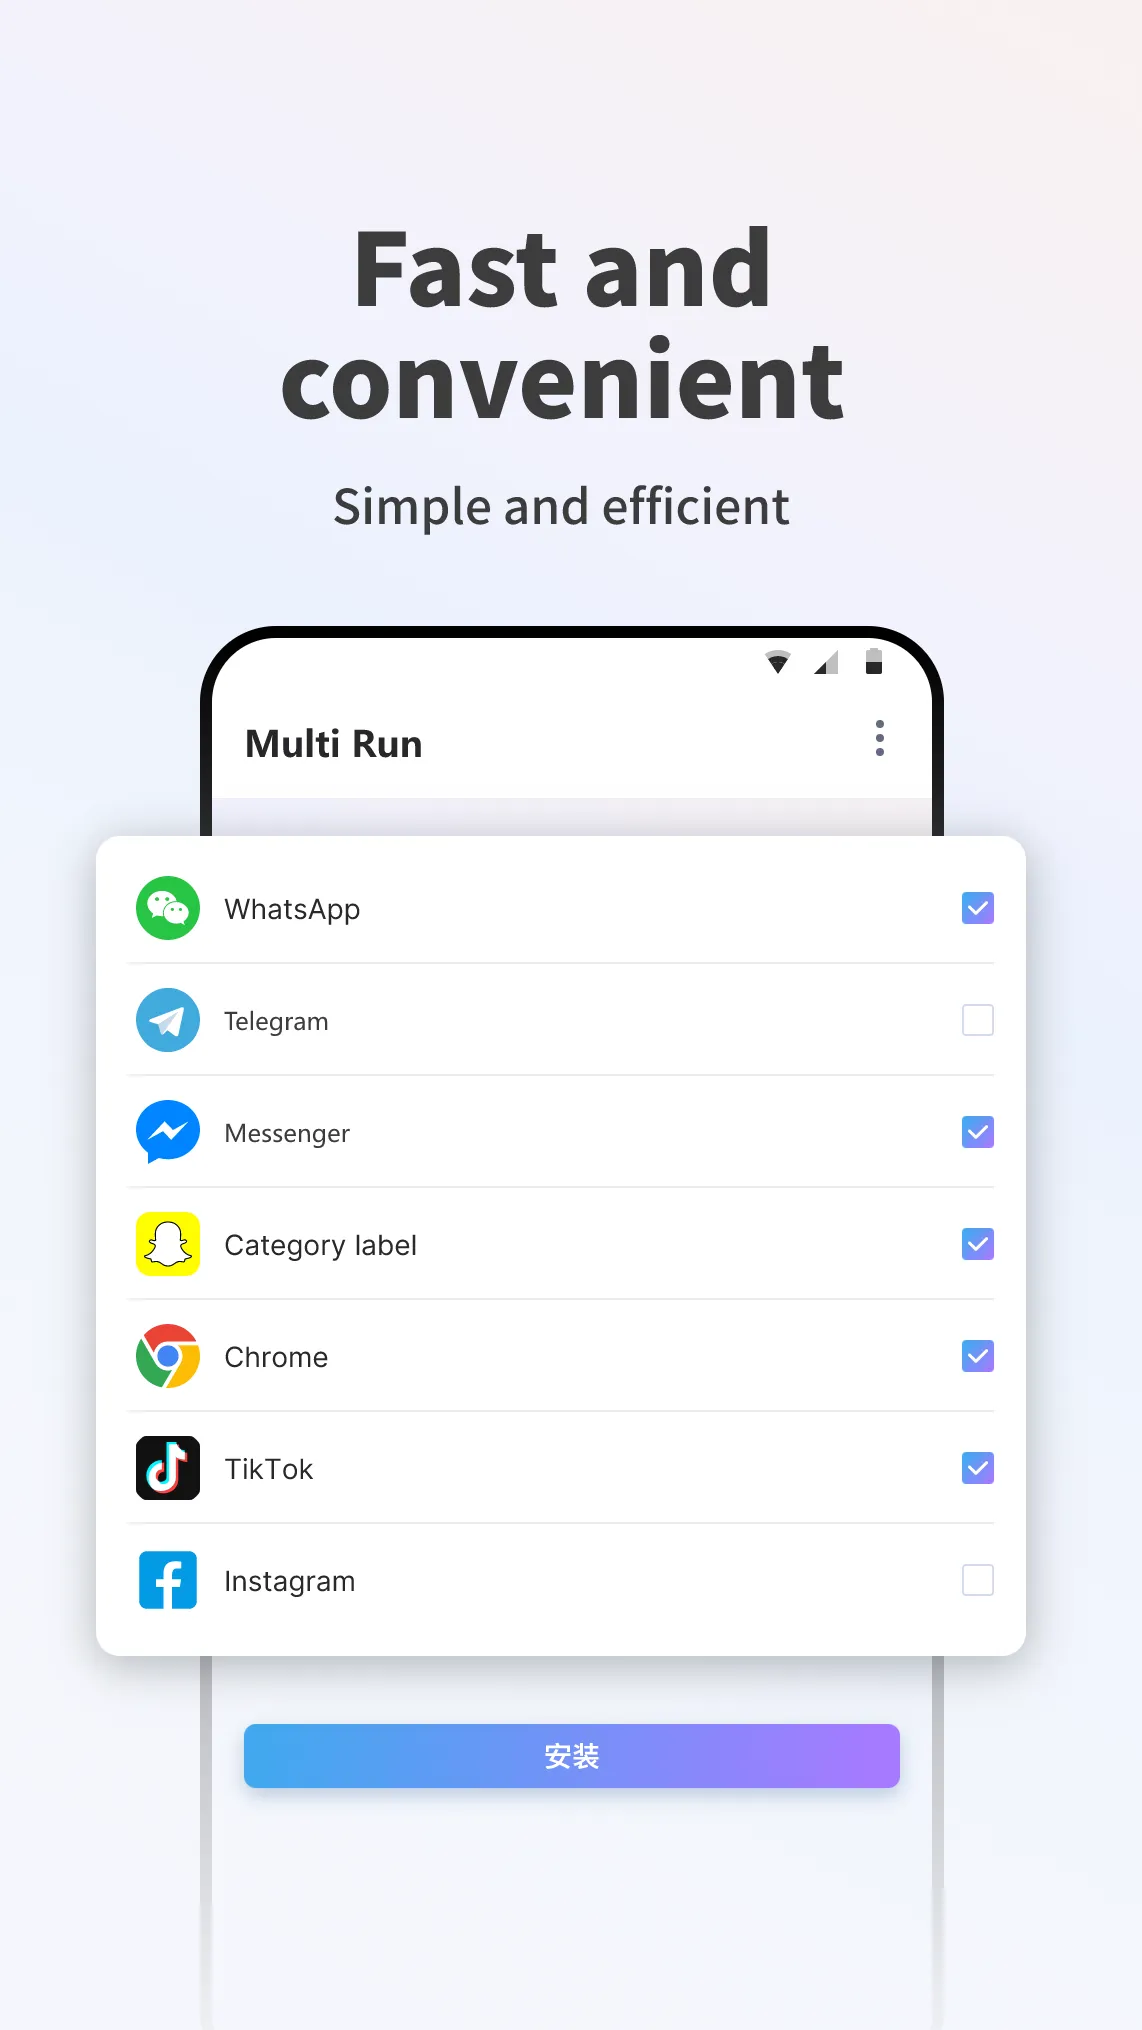 Fast and
convenient
Simple and efficient
Multi Run
WhatsApp
Telegram
Messenger
Category label
Chrome
TikTok
Instagram
安装